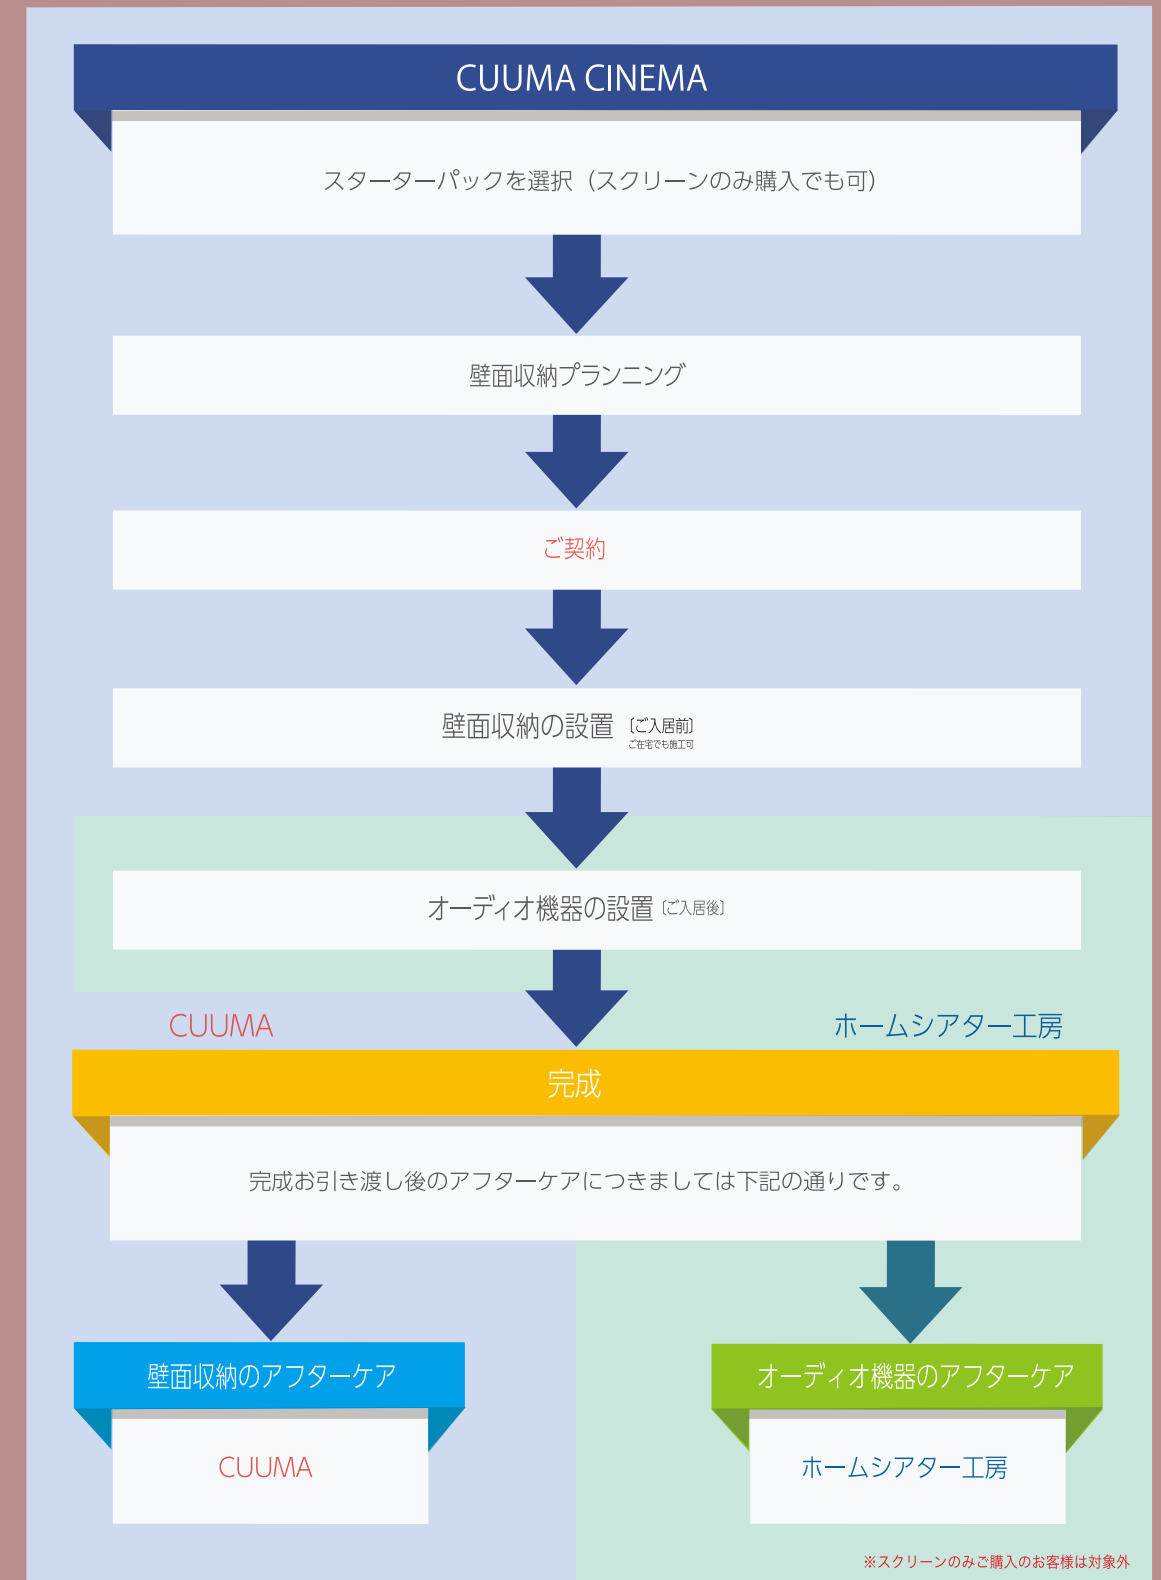 CUUMA CINEMA
スターターパックを選択（スクリーンのみ購入でも可）
壁面収納プランニング
ご契約
壁面収納の設置〔ご入居前〕
ご在宅でも施工可
オーディオ機器の設置〔ご入居後〕
CUUMA
ホームシアター工房
完成
完成お引き渡し後のアフターケアにつきましては下記の通りです。
壁面収納のアフターケア
オーディオ機器のアフターケア
CUUMA
ホームシアター工房
※スクリーンのみご購入のお客様は対象外